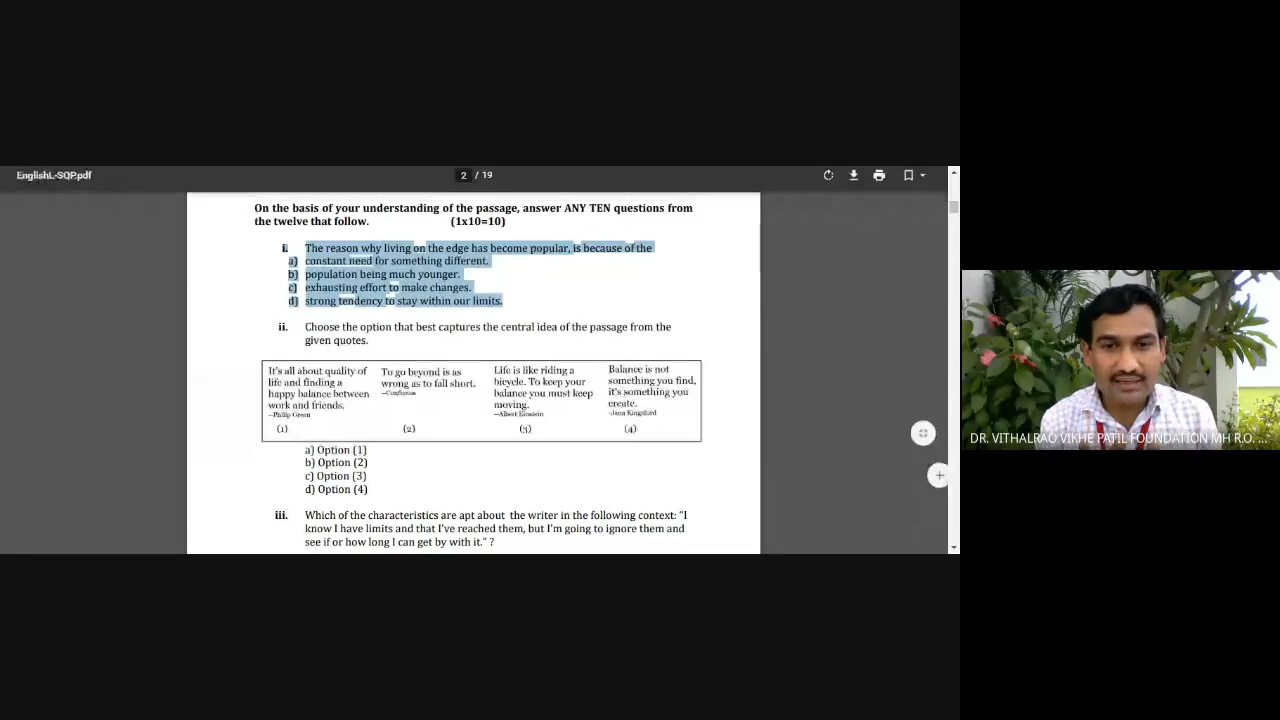 EnglishL-SQP.pdf
2 / 19
On the basis of your understanding of the passage, answer ANY TEN questions from
the twelve that follow. (1x10=10)
i. The reason why living on the edge has become popular, is because of the
a) constant need for something different.
b) population being much younger.
c) exhausting effort to make changes.
d) strong tendency to stay within our limits.
ii. Choose the option that best captures the central idea of the passage from the
given quotes.
It's all about quality of
life and finding a
happy balance between
work and friends.
--Philip Green
(1)
To go beyond is as
wrong as to fall short.
--Confucius
(2)
Life is like riding a
bicycle. To keep your
balance you must keep
moving.
--Albert Einstein
(3)
Balance is not
something you find,
it's something you
create.
-Jana Kingsford
(4)
a) Option (1)
b) Option (2)
c) Option (3)
d) Option (4)
iii. Which of the characteristics are apt about the writer in the following context: “I
know I have limits and that I've reached them, but I'm going to ignore them and
see if or how long I can get by with it.” ?
DR. VITHALRAO VIKHE PATIL FOUNDATION MH R.O. ...